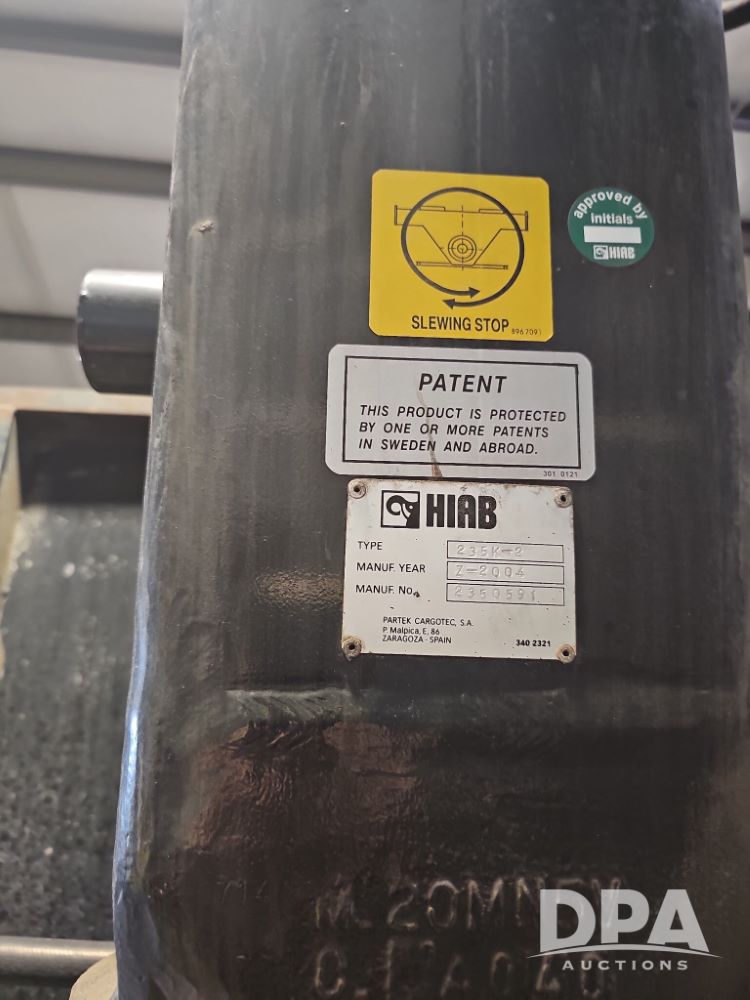 approved by
initials
HIAB
SLEWING STOP
896 7091
PATENT
THIS PRODUCT IS PROTECTED
BY ONE OR MORE PATENTS
IN SWEDEN AND ABROAD.
301 0121
HIAB
TYPE 235K-2
MANUF. YEAR Z-2004
MANUF. No. 2350591
PARTEK CARGOTEC, S.A.
P. Malpica, E, 86
ZARAGOZA - SPAIN
340 2321
DPA
AUCTIONS